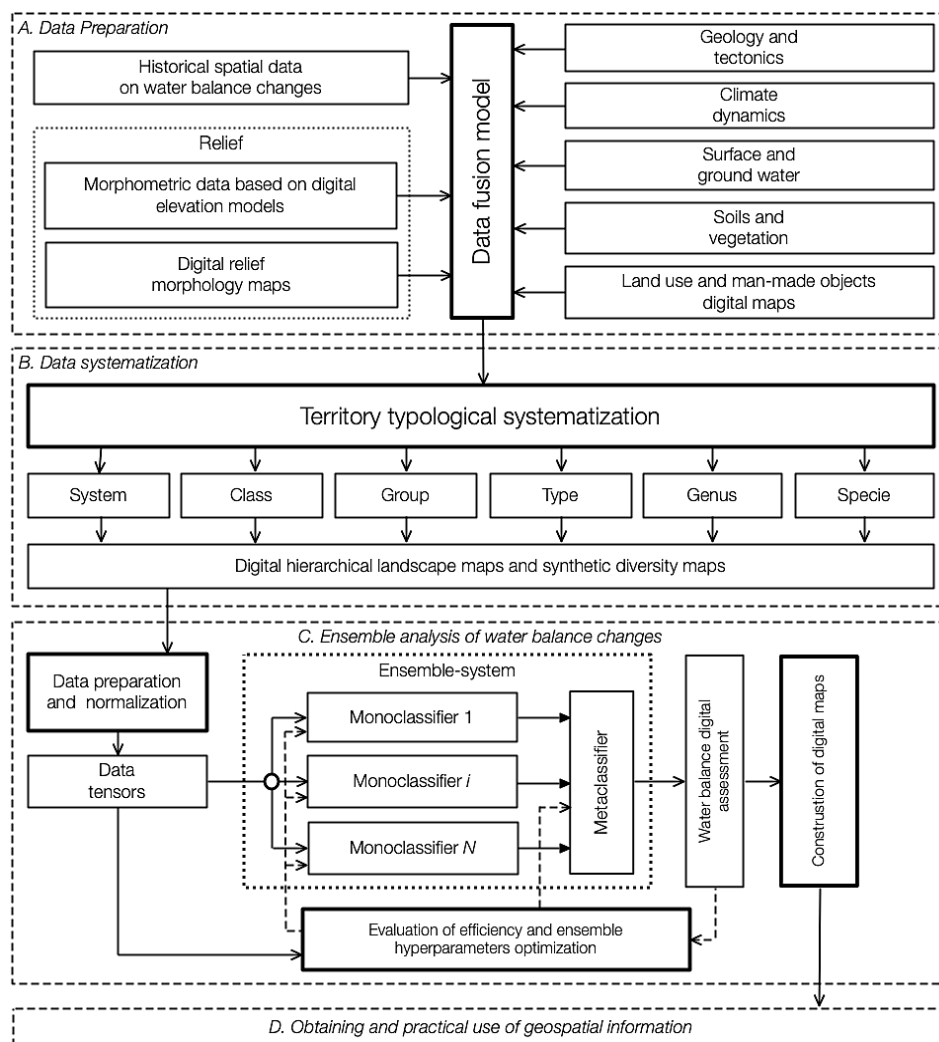 A. Data Preparation
Historical spatial data
on water balance changes
Relief
Morphometric data based on digital
elevation models
Digital relief
morphology maps
Data fusion model
Geology and
tectonics
Climate
dynamics
Surface and
ground water
Soils and
vegetation
Land use and man-made objects
digital maps
B. Data systematization
Territory typological systematization
System
Class
Group
Type
Genus
Specie
Digital hierarchical landscape maps and synthetic diversity maps
C. Ensemble analysis of water balance changes
Data preparation
and normalization
Data
tensors
Ensemble-system
Monoclassifier 1
Monoclassifier i
Monoclassifier N
Metaclassifier
Water balance digital
assessment
Construstion of digital maps
Evaluation of efficiency and ensemble
hyperparameters optimization
D. Obtaining and practical use of geospatial information